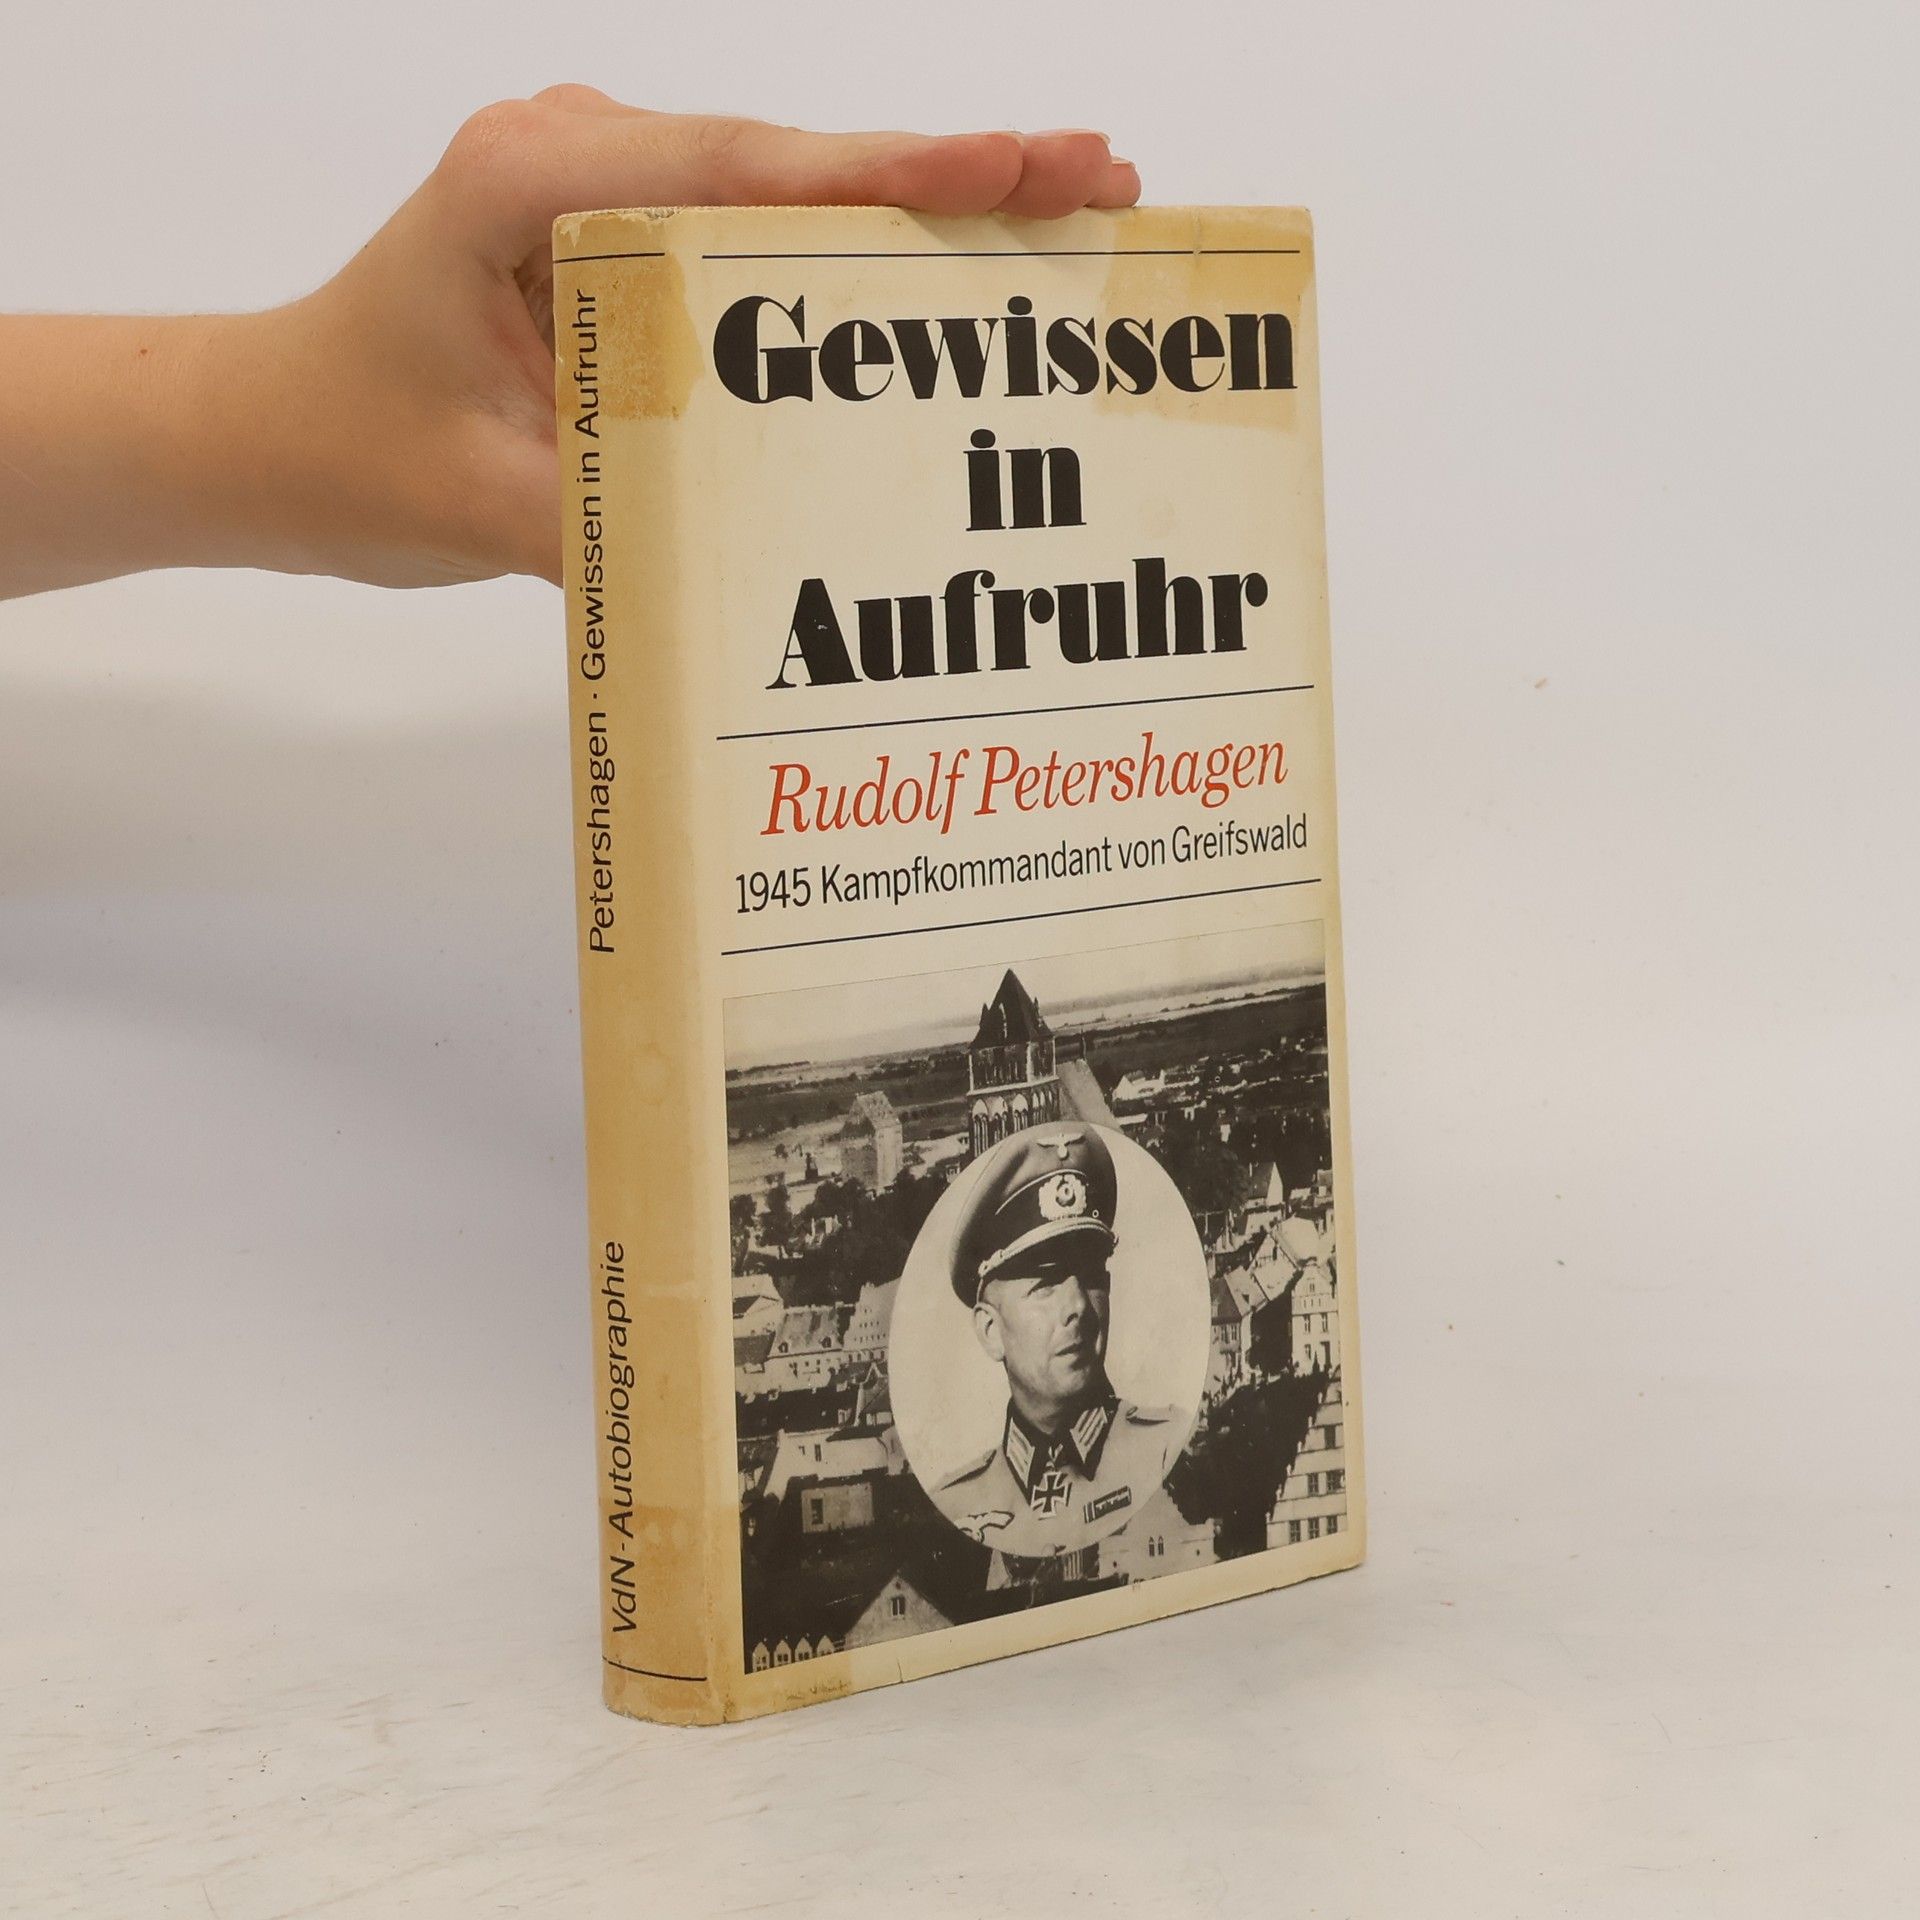 Gewissen
in
Aufruhr
Rudolf Petershagen
1945 Kampfkommandant von Greifswald
Petershagen · Gewissen in Aufruhr
VdN-Autobiographie